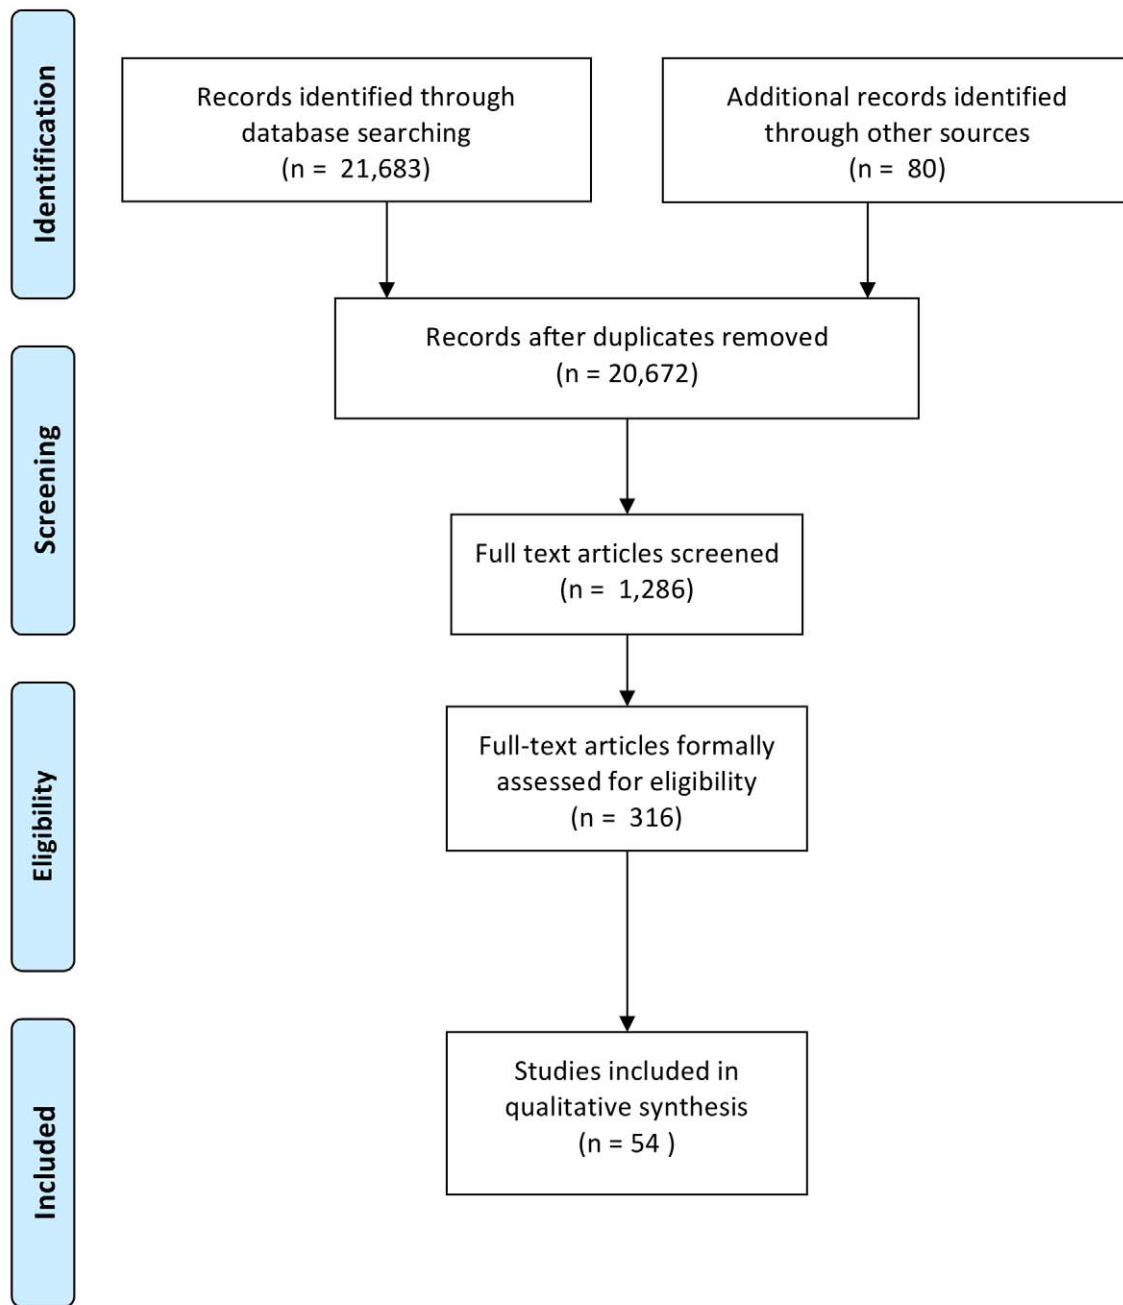 Identification
Records identified through
database searching
(n =  21,683)
Additional records identified
through other sources
(n =  80)
Screening
Records after duplicates removed
(n = 20,672)
Full text articles screened
(n =  1,286)
Eligibility
Full-text articles formally
assessed for eligibility
(n =  316)
Included
Studies included in
qualitative synthesis
(n = 54 )